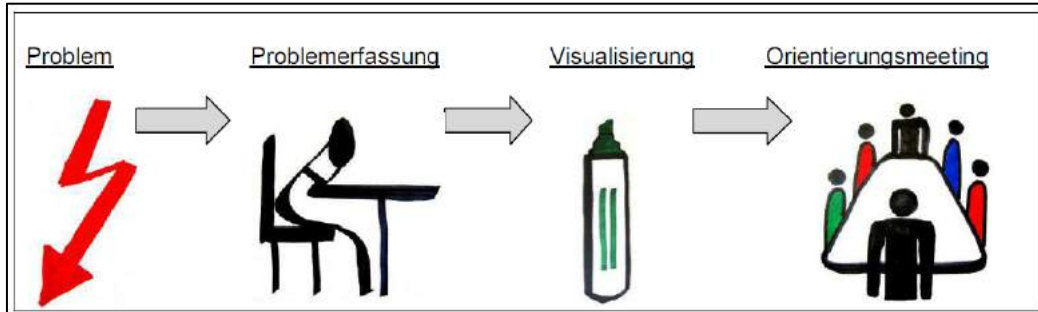 Problem
Problemerfassung
Visualisierung
Orientierungsmeeting